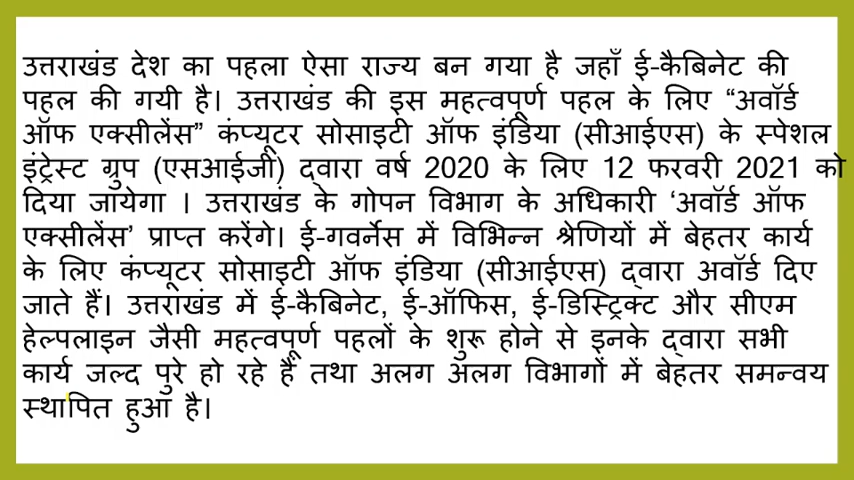 उत्तराखंड देश का पहला ऐसा राज्य बन गया है जहाँ ई-कैबिनेट की
पहल की गयी है। उत्तराखंड की इस महत्वपूर्ण पहल के लिए “अवॉर्ड
ऑफ एक्सीलेंस” कंप्यूटर सोसाइटी ऑफ इंडिया (सीआईएस) के स्पेशल
इंट्रेस्ट ग्रुप (एसआईजी) द्वारा वर्ष 2020 के लिए 12 फरवरी 2021 को
दिया जायेगा । उत्तराखंड के गोपन विभाग के अधिकारी ‘अवॉर्ड ऑफ
एक्सीलेंस’ प्राप्त करेंगे। ई-गवर्नेस में विभिन्न श्रेणियों में बेहतर कार्य
के लिए कंप्यूटर सोसाइटी ऑफ इंडिया (सीआईएस) द्वारा अवॉर्ड दिए
जाते हैं। उत्तराखंड में ई-कैबिनेट, ई-ऑफिस, ई-डिस्ट्रिक्ट और सीएम
हेल्पलाइन जैसी महत्वपूर्ण पहलों के शुरू होने से इनके द्वारा सभी
कार्य जल्द पुरे हो रहे हैं तथा अलग अलग विभागों में बेहतर समन्वय
स्थापित हुआ है।